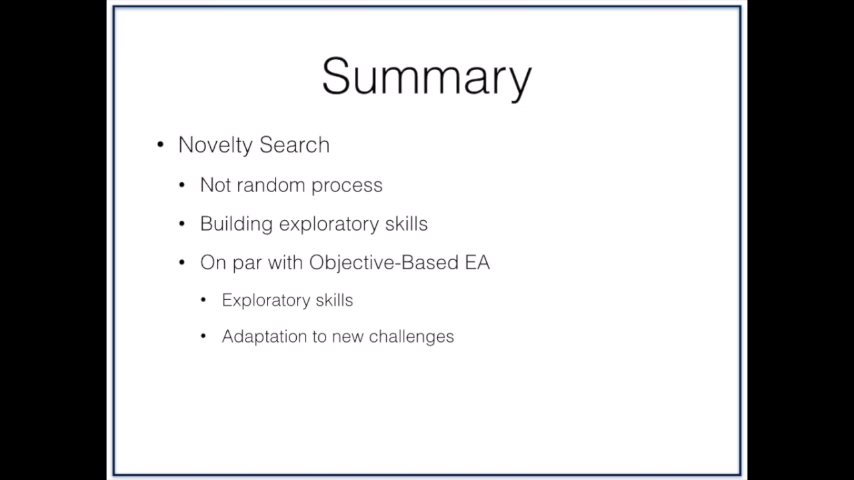 Summary
• Novelty Search
• Not random process
• Building exploratory skills
• On par with Objective-Based EA
• Exploratory skills
• Adaptation to new challenges